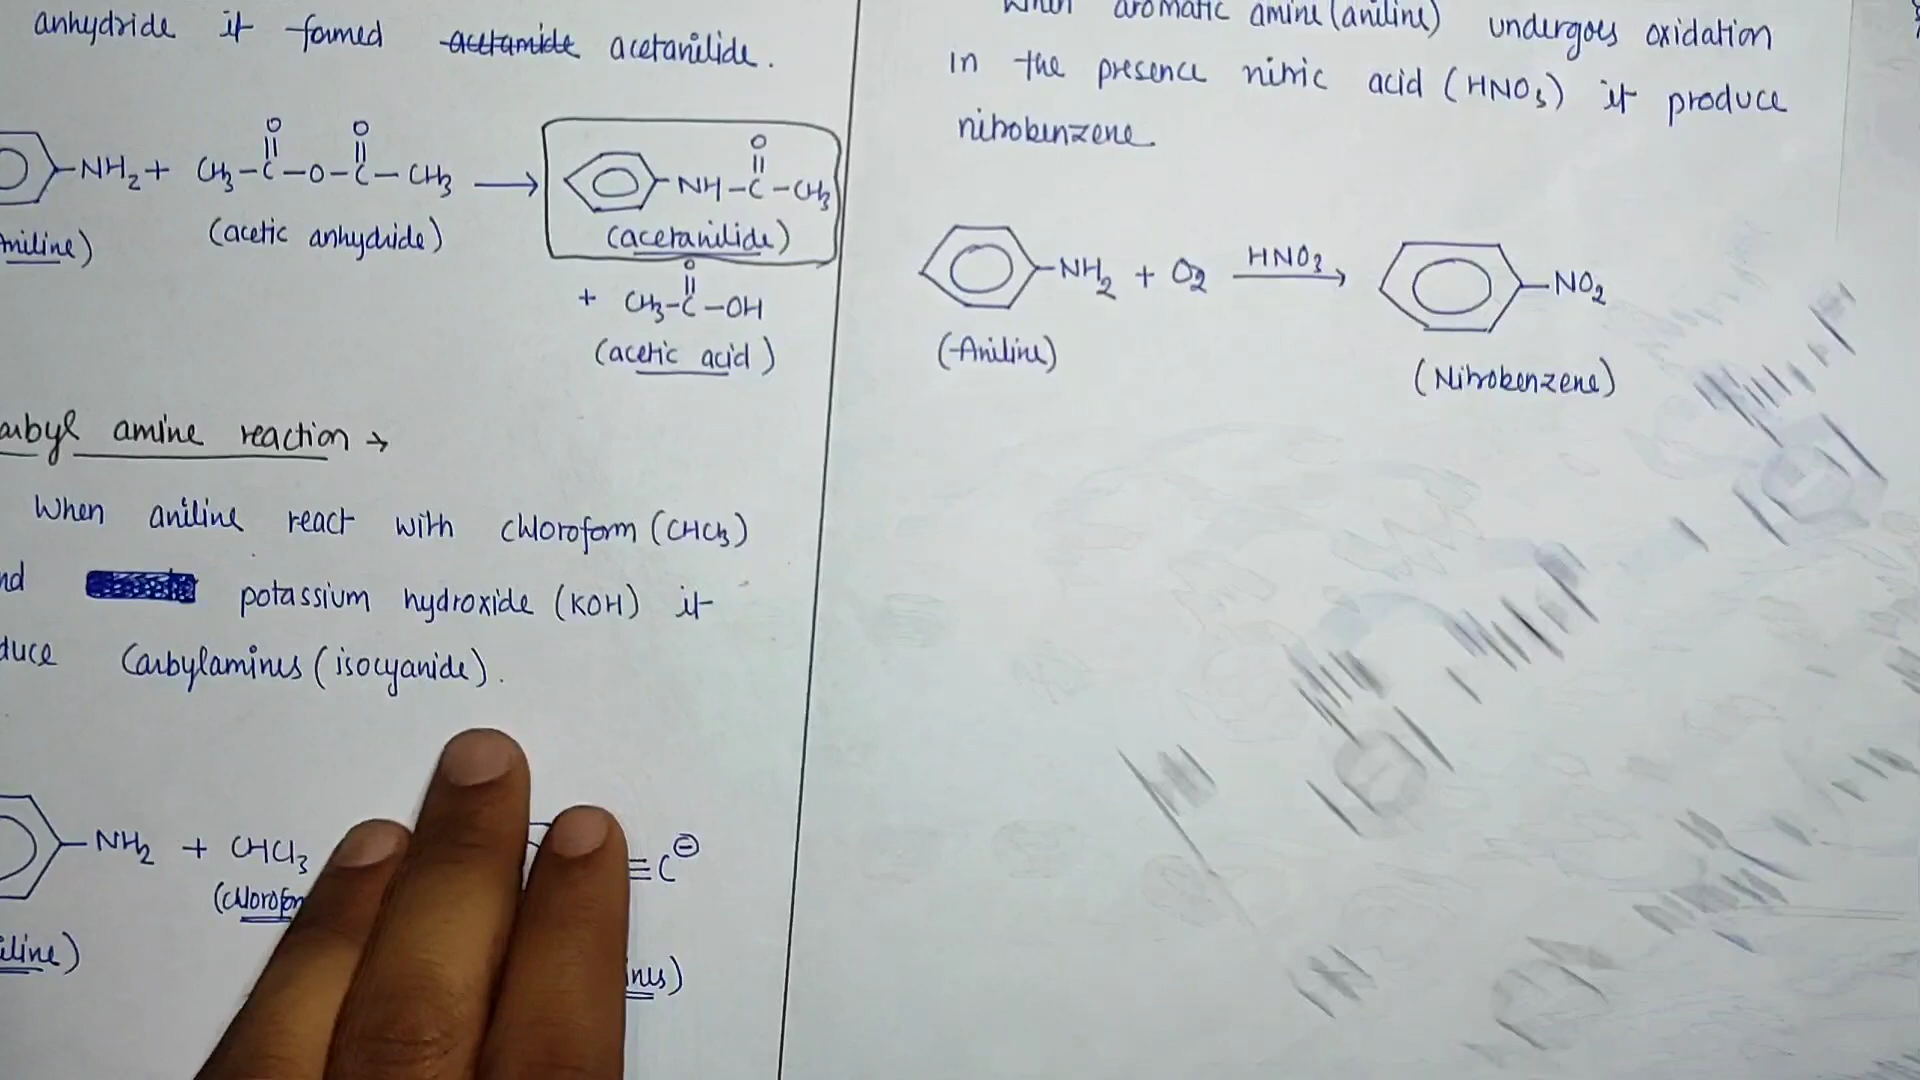 anhydride it formed acetamide acetanilide.
-NH2 + CH3-C-O-C-CH3 → -NH-C-CH3
O O O
(acetic anhydride)
(acetanilide)
+ CH3-C-OH
O
(acetic acid)
amine reaction →
When aniline react with chloroform (CHCl3)
potassium hydroxide (KOH) it
Carbylamines (isocyanide).
-NH2 + CHCl3 ≡C⊖
aromatic amine (aniline) undergoes oxidation
in the presence nitric acid (HNO3) it produce
nitrobenzene
-NH2 + O2 HNO3 → -NO2
(Aniline)
(Nitrobenzene)